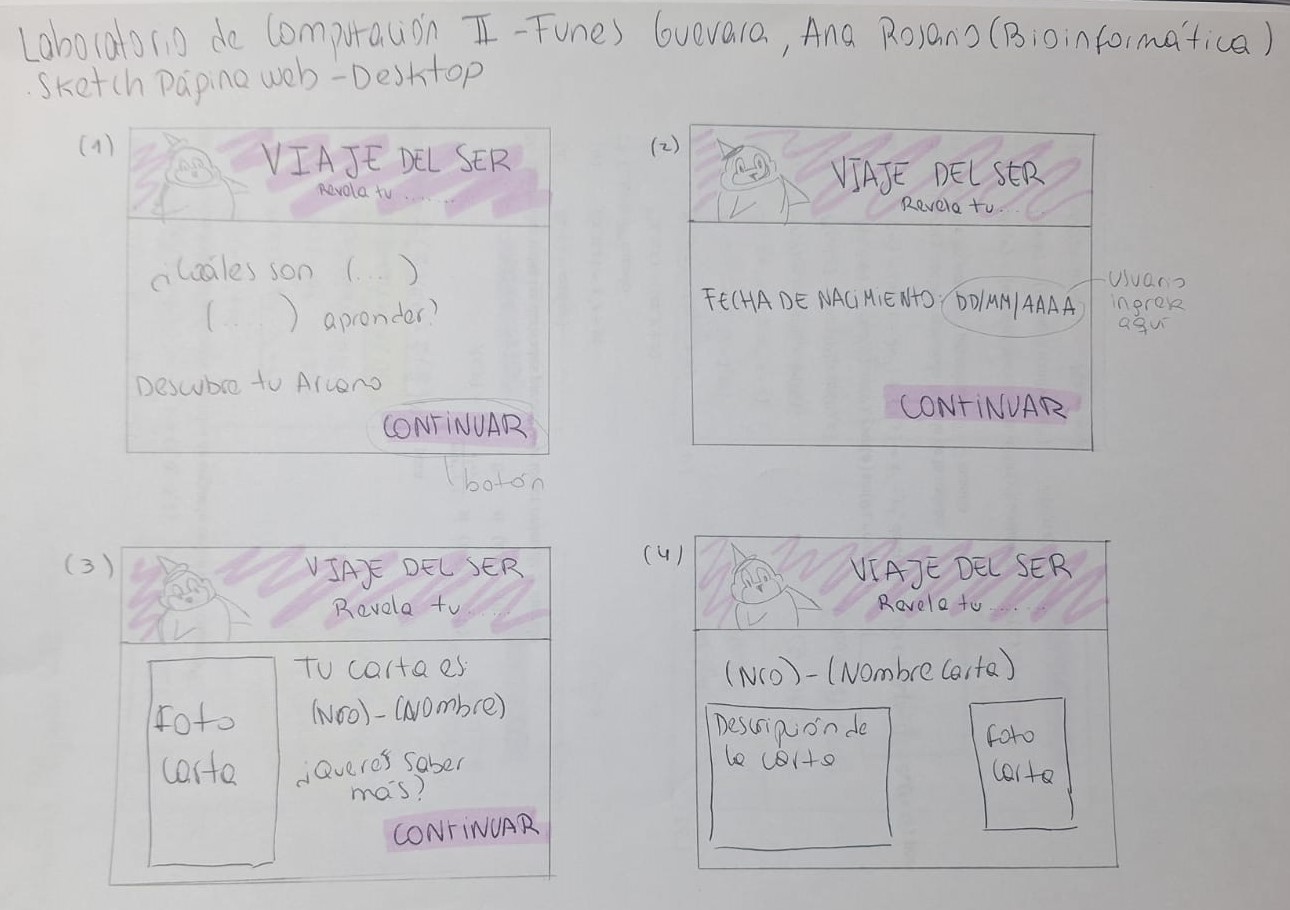 Laboratorio de Computación II - Funes Guevara, Ana Rosario (Bioinformática)
. Sketch Página web - Desktop
(1)
VIAJE DEL SER
Revela tu .......
¿Cuáles son (...)
(...) aprender?
Descubre tu Arcano
CONTINUAR
botón
(2)
VIAJE DEL SER
Revela tu...
FECHA DE NACIMIENTO: DD/MM/AAAA
usuario
ingresa
aquí
CONTINUAR
(3)
VIAJE DEL SER
Revela tu ......
Foto
carta
Tu carta es:
(Nro) - (Nombre)
¿Querés saber
más?
CONTINUAR
(4)
VIAJE DEL SER
Revela tu ......
(Nro) - (Nombre Carta)
Descripción de
la carta
Foto
carta